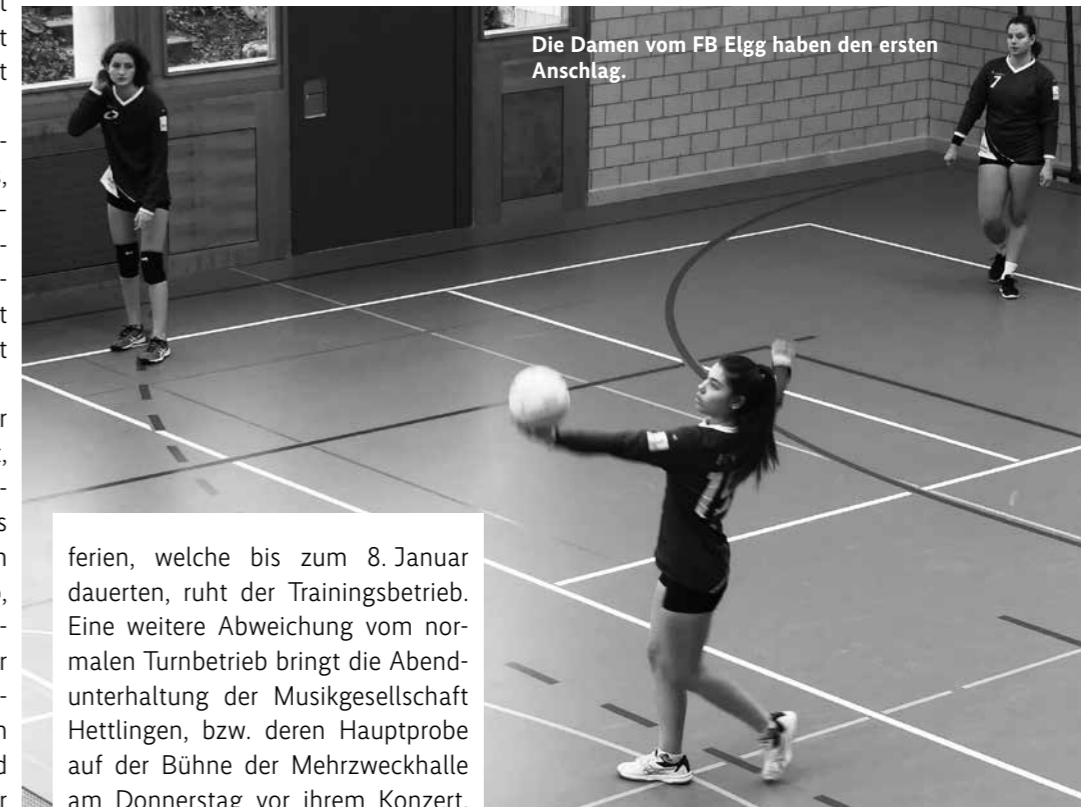 Die Damen vom FB Elgg haben den ersten
Anschlag.
7
14
ferien, welche bis zum 8. Januar
dauerten, ruht der Trainingsbetrieb.
Eine weitere Abweichung vom nor-
malen Turnbetrieb bringt die Abend-
unterhaltung der Musikgesellschaft
Hettlingen, bzw. deren Hauptprobe
auf der Bühne der Mehrzweckhalle
am Donnerstag vor ihrem Konzert.